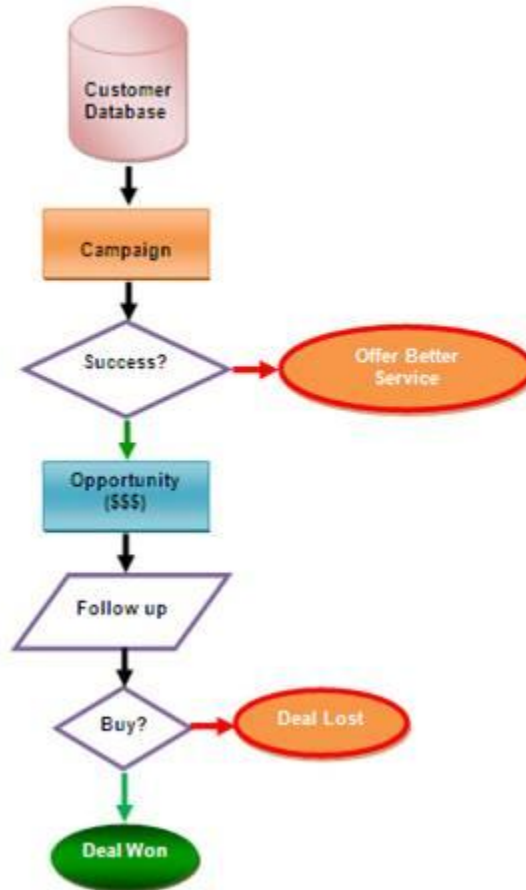 Customer
Database
Campaign
Success?
Offer Better
Service
Opportunity
($$$)
Follow up
Buy?
Deal Lost
Deal Won